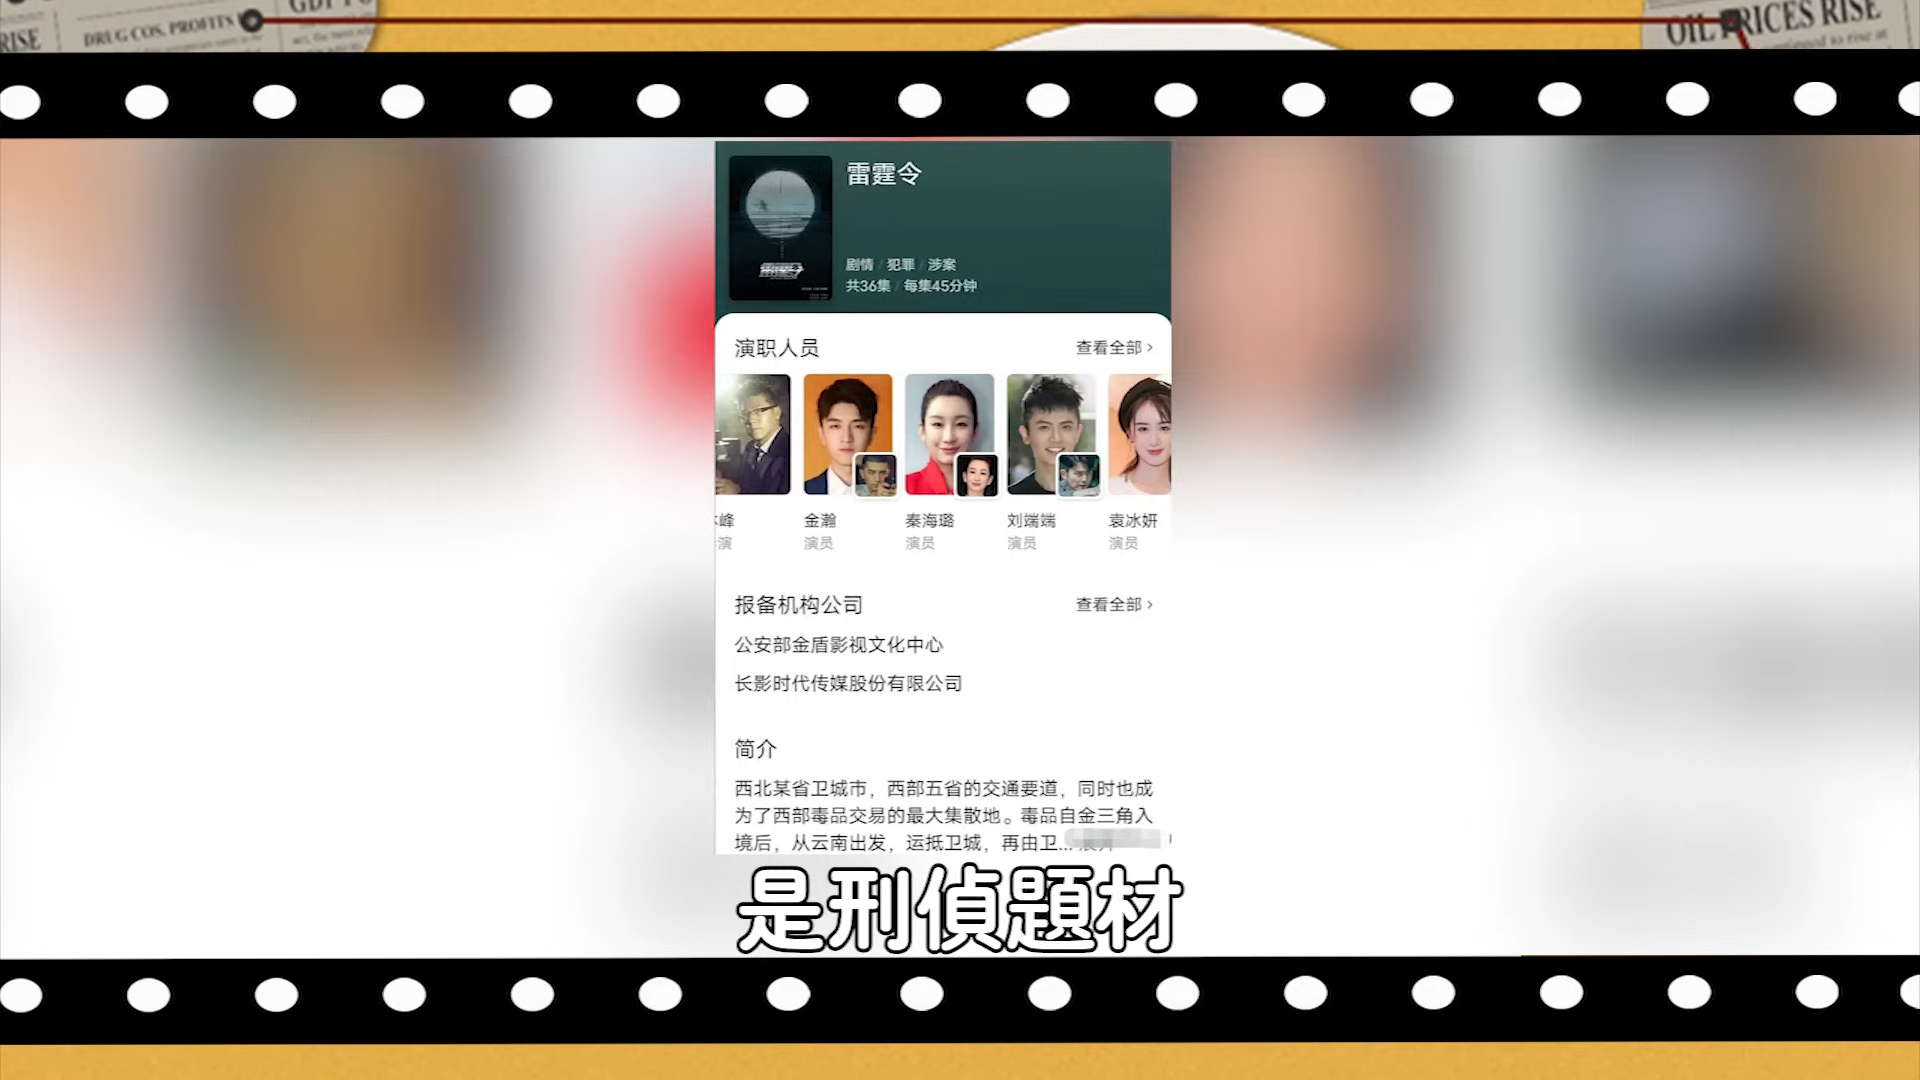 RISE
DRUG COS. PROFITS
OIL PRICES RISE
continued to rise at
雷霆令
剧情 / 犯罪 / 涉案
共36集 / 每集45分钟
演职人员
查看全部 >
峰
金瀚
秦海璐
刘端端
袁冰妍
演
演员
演员
演员
演员
报备机构公司
查看全部 >
公安部金盾影视文化中心
长影时代传媒股份有限公司
简介
西北某省卫城市，西部五省的交通要道，同时也成
为了西部毒品交易的最大集散地。毒品自金三角入
境后，从云南出发，运抵卫城，再由卫...
是刑偵題材